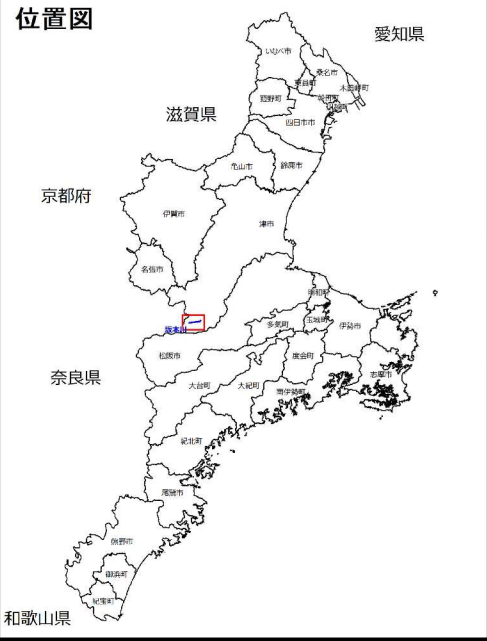 位置図
愛知県
いなべ市
桑名市
東員町
木曽岬町
菰野町
朝日町
川越町
四日市市
滋賀県
亀山市
鈴鹿市
京都府
伊賀市
津市
名張市
明和町
坂本川
多気町
玉城町
伊勢市
松阪市
度会町
奈良県
大台町
大紀町
志摩市
南伊勢町
紀北町
尾鷲市
熊野市
御浜町
紀宝町
和歌山県